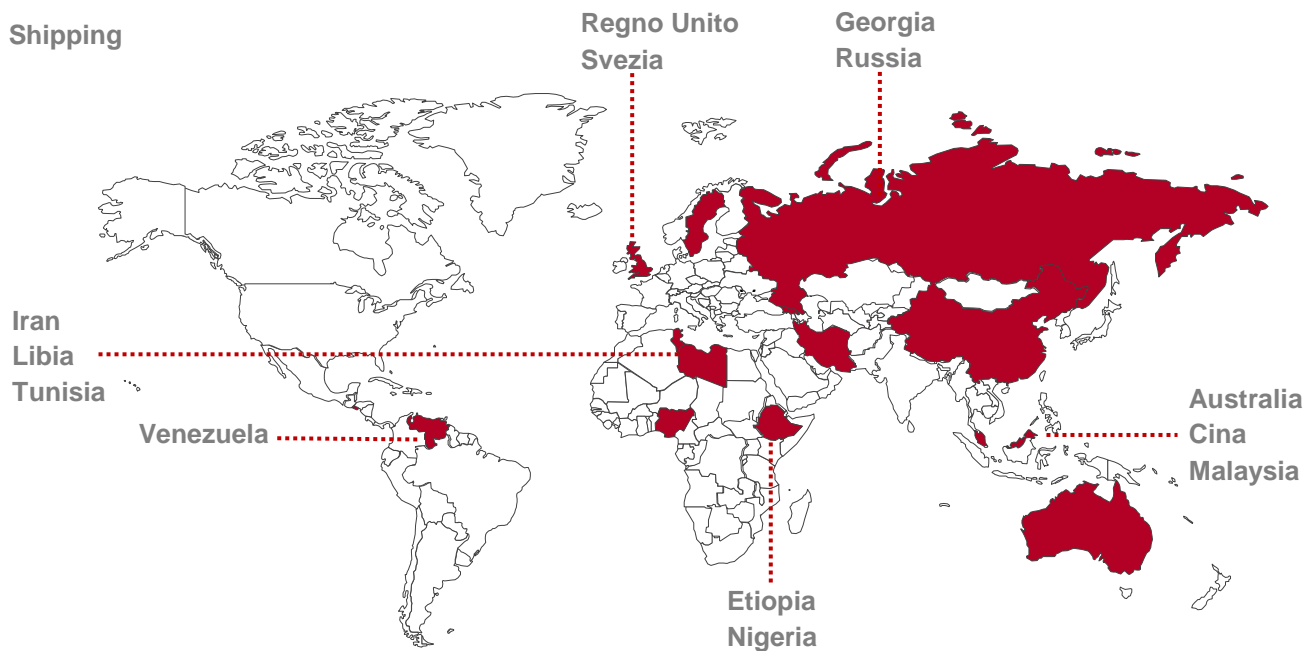 Shipping
Regno Unito
Svezia
Georgia
Russia
Iran
Libia
Tunisia
Venezuela
Australia
Cina
Malaysia
Etiopia
Nigeria